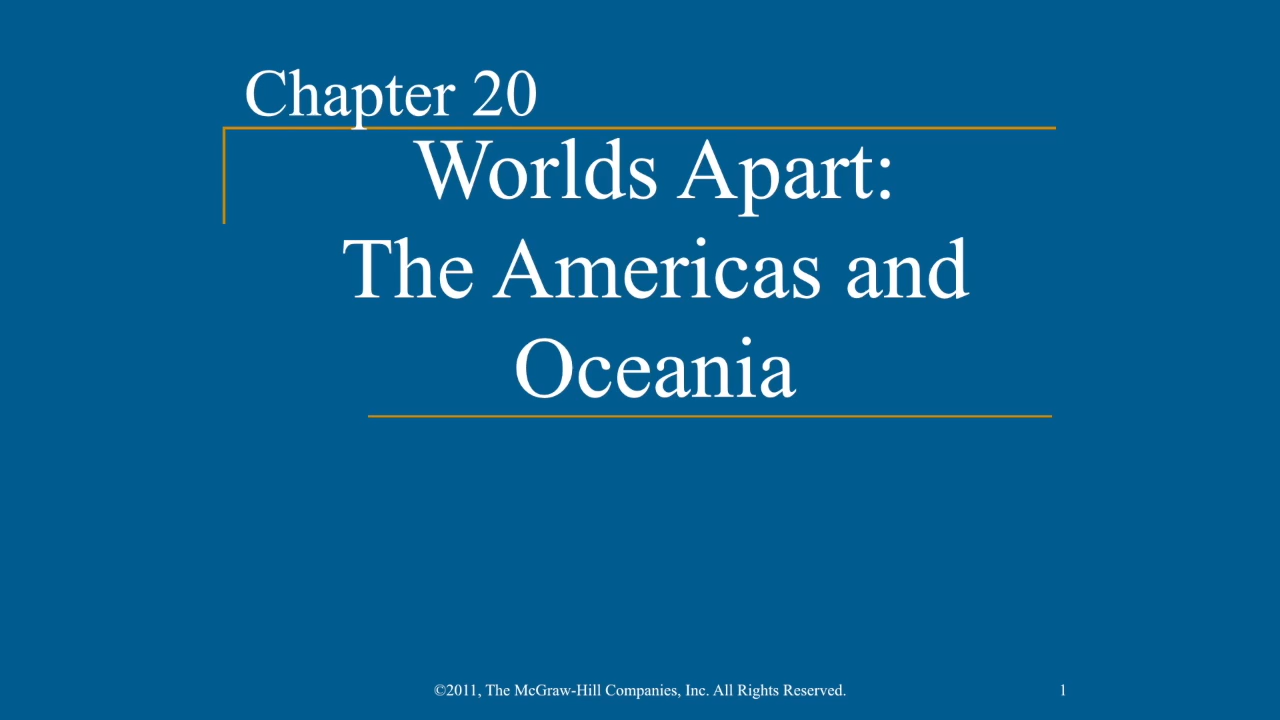 Chapter 20
Worlds Apart:
The Americas and
Oceania
©2011, The McGraw-Hill Companies, Inc. All Rights Reserved.
1